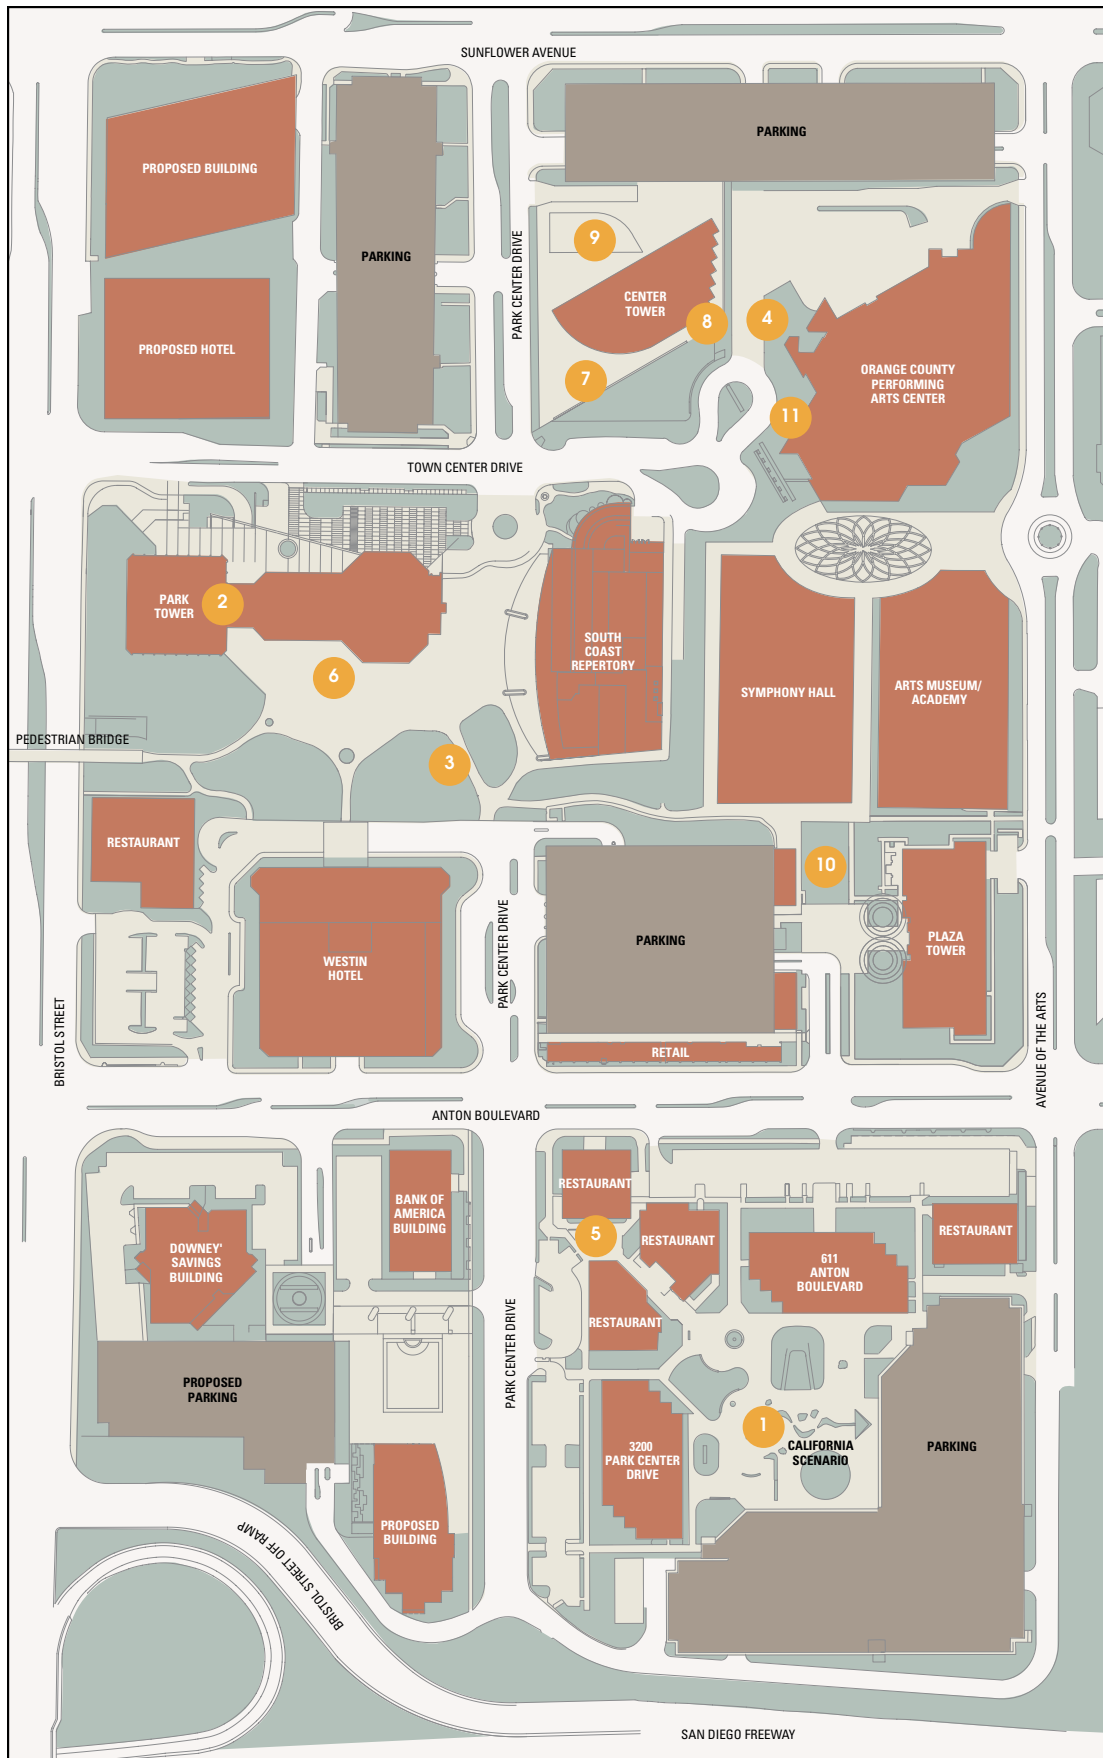 SUNFLOWER AVENUE
PARKING
PROPOSED BUILDING
9
PARKING
PARK CENTER DRIVE
CENTER
TOWER
8
4
PROPOSED HOTEL
7
ORANGE COUNTY
PERFORMING
ARTS CENTER
11
TOWN CENTER DRIVE
PARK
TOWER
2
SOUTH
COAST
REPERTORY
6
SYMPHONY HALL
ARTS MUSEUM/
ACADEMY
PEDESTRIAN BRIDGE
3
RESTAURANT
10
PARKING
PLAZA
TOWER
WESTIN
HOTEL
PARK CENTER DRIVE
BRISTOL STREET
RETAIL
AVENUE OF THE ARTS
ANTON BOULEVARD
RESTAURANT
BANK OF
AMERICA
BUILDING
5
RESTAURANT
RESTAURANT
DOWNEY'
SAVINGS
BUILDING
611
ANTON
BOULEVARD
RESTAURANT
PARK CENTER DRIVE
PROPOSED
PARKING
1
CALIFORNIA
SCENARIO
PARKING
3200
PARK CENTER
DRIVE
PROPOSED
BUILDING
BRISTOL STREET OFF RAMP
SAN DIEGO FREEWAY